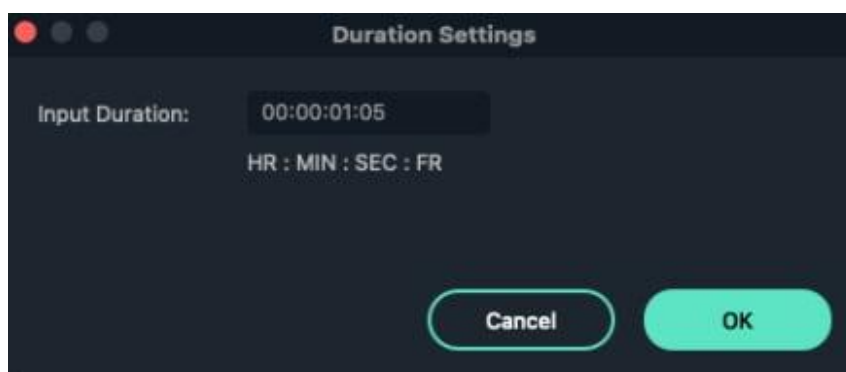 Duration Settings
Input Duration: 00:00:01:05
HR : MIN : SEC : FR
Cancel OK